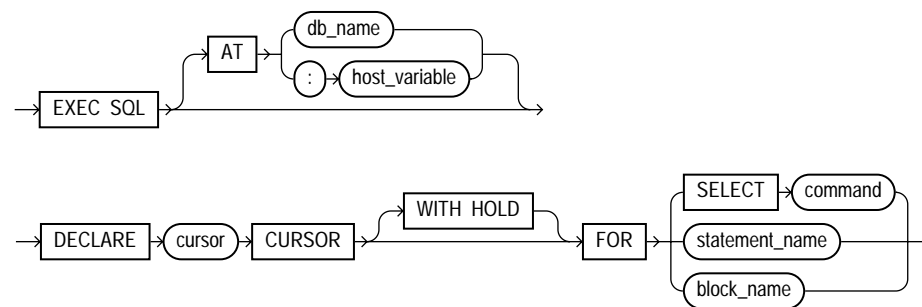 db_name
AT
: host_variable
EXEC SQL
WITH HOLD
SELECT command
DECLARE cursor CURSOR FOR statement_name
block_name